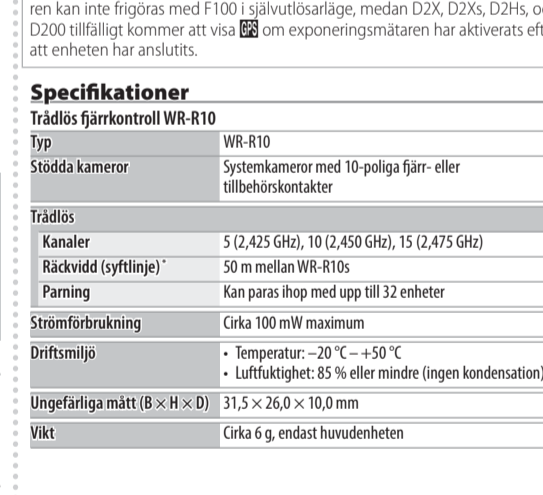 ren kan inte frigöras med F100 i självutlösarläge, medan D2X, D2Xs, D2Hs, o
D200 tillfälligt kommer att visa GPS om exponeringsmätaren har aktiverats eft
att enheten har anslutits.
Specifikationer
Trådlös fjärrkontroll WR-R10
Typ WR-R10
Stödda kameror Systemkameror med 10-poliga fjärr- eller
tillbehörskontakter
Trådlös
Kanaler 5 (2,425 GHz), 10 (2,450 GHz), 15 (2,475 GHz)
Räckvidd (syftlinje)* 50 m mellan WR-R10s
Parning Kan paras ihop med upp till 32 enheter
Strömförbrukning Cirka 100 mW maximum
Driftsmiljö • Temperatur: –20 °C – +50 °C
• Luftfuktighet: 85 % eller mindre (ingen kondensation)
Ungefärliga mått (B × H × D) 31,5 × 26,0 × 10,0 mm
Vikt Cirka 6 g, endast huvudenheten